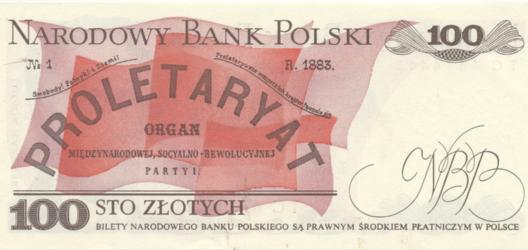 NARODOWY BANK POLSKI 100
№ 1 R. 1883.
Swobody! Fabryki i Ziemi! Proletaryusze wszystkich krajów łączcie się
PROLETARYAT
ORGAN
MIĘDZYNARODOWEJ, SOCYALNO-REWOLUCYJNEJ
PARTYI.
NBP
100 STO ZŁOTYCH
BILETY NARODOWEGO BANKU POLSKIEGO SĄ PRAWNYM ŚRODKIEM PŁATNICZYM W POLSCE